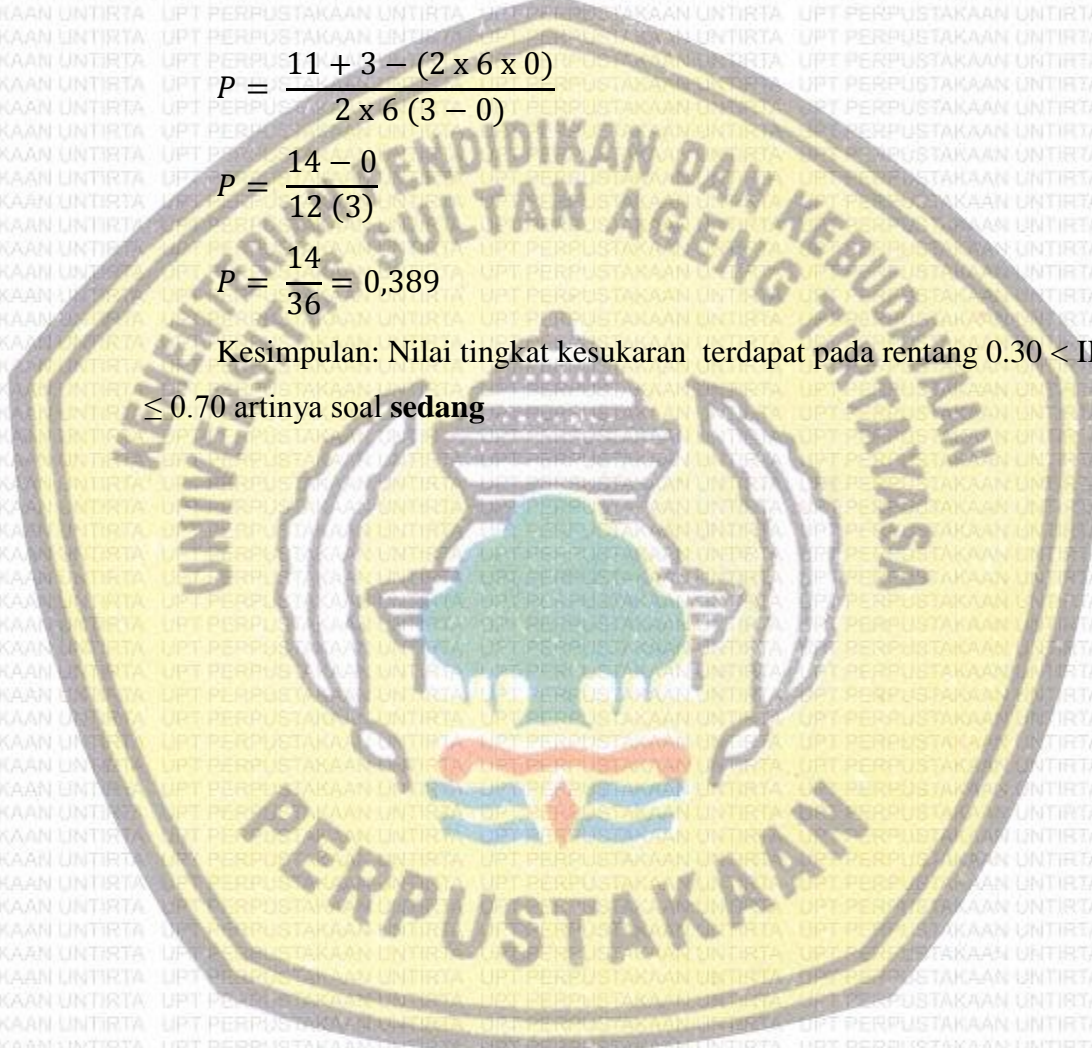 P = 11 + 3 − (2 x 6 x 0) / 2 x 6 (3 − 0)
P = 14 − 0 / 12 (3)
P = 14 / 36 = 0,389
Kesimpulan: Nilai tingkat kesukaran terdapat pada rentang 0.30 <
≤ 0.70 artinya soal sedang
KEMENTERIAN PENDIDIKAN DAN KEBUDAYAAN
UNIVERSITAS SULTAN AGENG TIRTAYASA
PERPUSTAKAAN
UPT PERPUSTAKAAN UNTIRTA